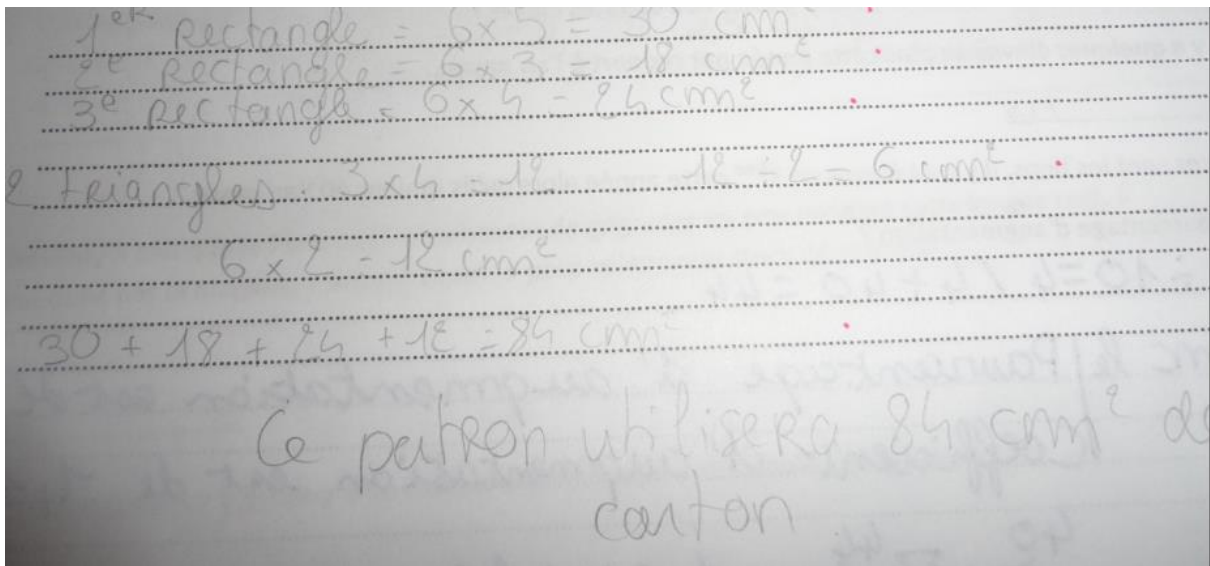 1er Rectangle = 6 x 5 = 30 cm²
2e Rectangle = 6 x 3 = 18 cm²
3e Rectangle = 6 x 4 = 24 cm²
2 triangles. 3 x 4 = 12 12 ÷ 2 = 6 cm²
6 x 2 = 12 cm²
30 + 18 + 24 + 12 = 84 cm²
Ce patron utilisera 84 cm² de
carton